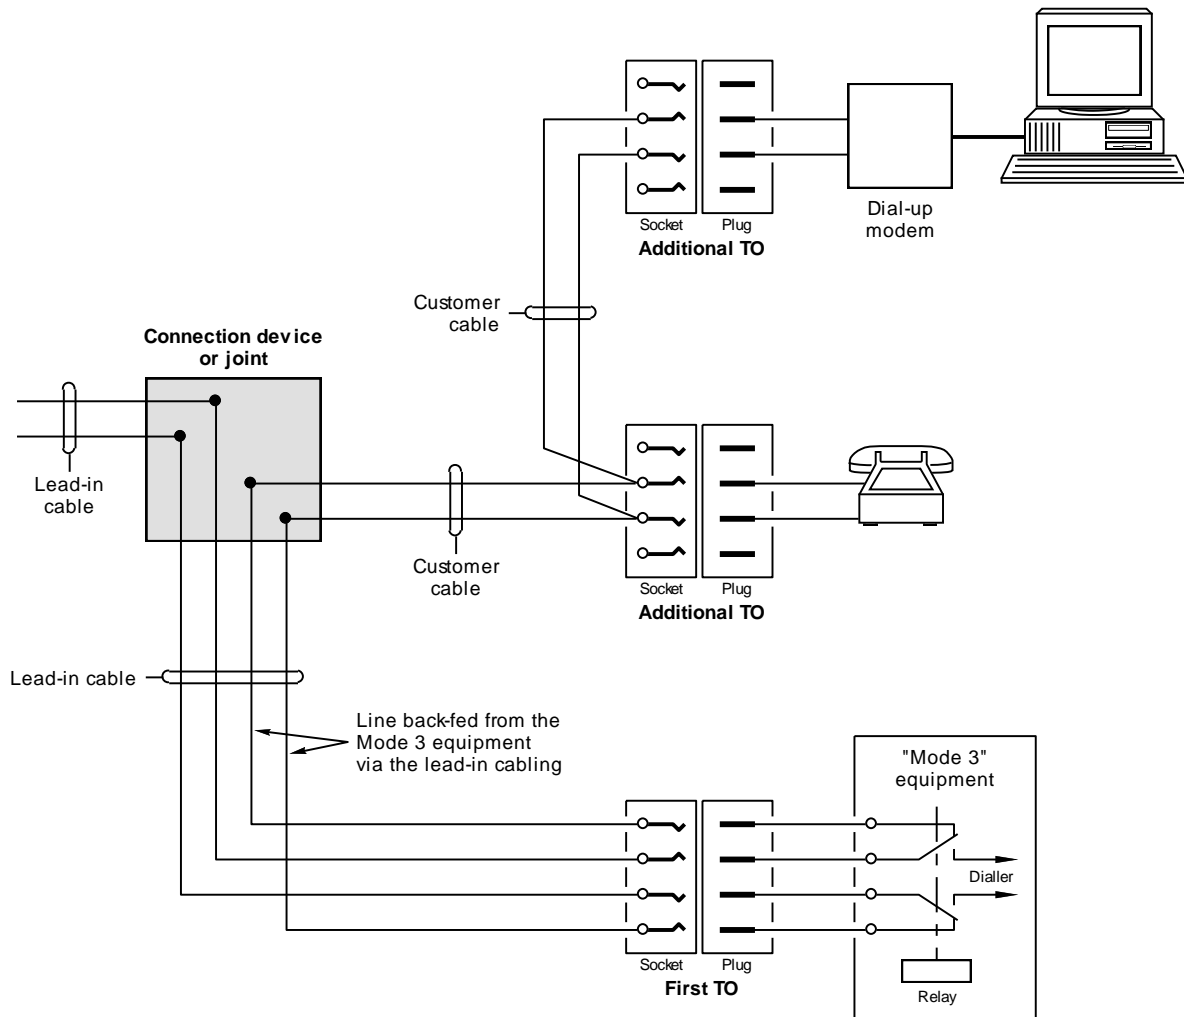 Socket
Plug
Additional TO
Dial-up
modem
Customer
cable
Connection device
or joint
Lead-in
cable
Customer
cable
Socket
Plug
Additional TO
Lead-in cable
Line back-fed from the
Mode 3 equipment
via the lead-in cabling
"Mode 3"
equipment
Dialler
Relay
Socket
Plug
First TO